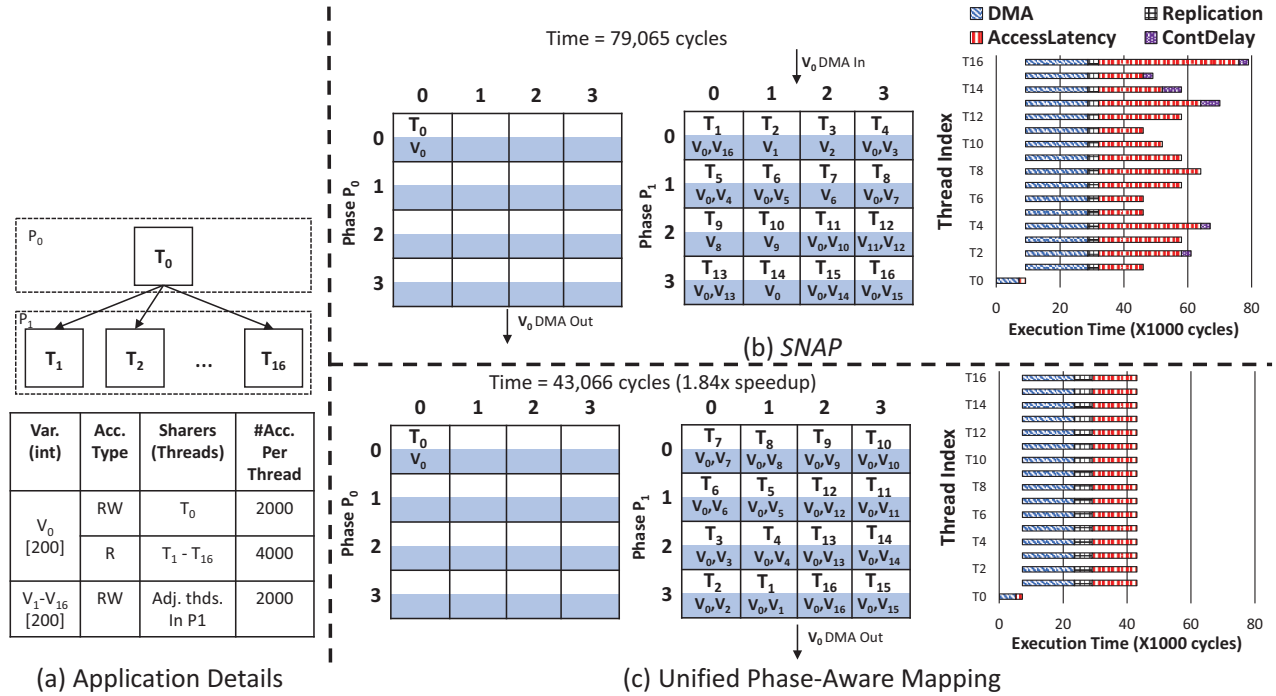 P0
T0
P1
T1 T2 ... T16
Var. (int) Acc. Type Sharers (Threads) #Acc. Per Thread
V0 [200] RW T0 2000
R T1 - T16 4000
V1-V16 [200] RW Adj. thds. In P1 2000
(a) Application Details
Time = 79,065 cycles
V0 DMA In
0 1 2 3
Phase P0
0 T0
V0
1
2
3
V0 DMA Out
0 1 2 3
Phase P1
0 T1 T2 T3 T4
V0,V16 V1 V2 V0,V3
1 T5 T6 T7 T8
V0,V4 V0,V5 V6 V0,V7
2 T9 T10 T11 T12
V8 V9 V0,V10 V11,V12
3 T13 T14 T15 T16
V0,V13 V0 V0,V14 V0,V15
DMA Replication
AccessLatency ContDelay
Thread Index
T16
T14
T12
T10
T8
T6
T4
T2
T0
0 20 40 60 80
Execution Time (X1000 cycles)
(b) SNAP
Time = 43,066 cycles (1.84x speedup)
0 1 2 3
Phase P0
0 T0
V0
1
2
3
0 1 2 3
Phase P1
0 T7 T8 T9 T10
V0,V7 V0,V8 V0,V9 V0,V10
1 T6 T5 T12 T11
V0,V6 V0,V5 V0,V12 V0,V11
2 T3 T4 T13 T14
V0,V3 V0,V4 V0,V13 V0,V14
3 T2 T1 T16 T15
V0,V2 V0,V1 V0,V16 V0,V15
V0 DMA Out
Thread Index
T16
T14
T12
T10
T8
T6
T4
T2
T0
0 20 40 60 80
Execution Time (X1000 cycles)
(c) Unified Phase-Aware Mapping